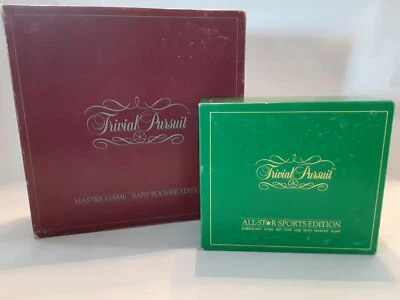 Trivial Pursuit
MASTER GAME - BABY BOOMER EDITION
Trivial Pursuit
ALL-STAR SPORTS EDITION
SUBSIDIARY CARD SET FOR USE WITH MASTER GAME